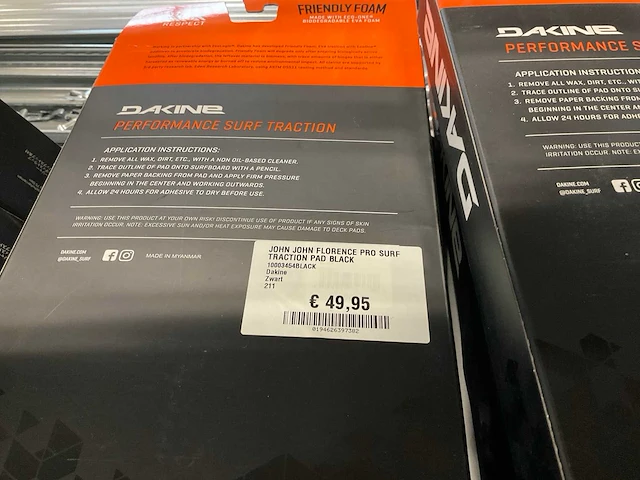 RESPECT
FRIENDLY FOAM
MADE WITH ECO-ONE®
BIODEGRADABLE EVA FOAM
DAKINE
PERFORMANCE SURF TRACTION
APPLICATION INSTRUCTIONS:
1. REMOVE ALL WAX, DIRT, ETC., WITH A NON OIL-BASED CLEANER.
2. TRACE OUTLINE OF PAD ONTO SURFBOARD WITH A PENCIL.
3. REMOVE PAPER BACKING FROM PAD AND APPLY FIRM PRESSURE
BEGINNING IN THE CENTER AND WORKING OUTWARDS.
4. ALLOW 24 HOURS FOR ADHESIVE TO DRY BEFORE USE.
WARNING: USE THIS PRODUCT AT YOUR OWN RISK! DISCONTINUE USE OF PRODUCT IF ANY SIGNS OF SKIN
IRRITATION OCCUR. NOTE: EXCESSIVE SUN AND/OR HEAT EXPOSURE MAY CAUSE DAMAGE TO DECK PADS.
DAKINE.COM
@DAKINE_SURF
MADE IN MYANMAR
JOHN JOHN FLORENCE PRO SURF
TRACTION PAD BLACK
10003454BLACK
Dakine
Zwart
211
€ 49,95
0194626397382
DAKINE
DAKINE
PERFORMANCE S
APPLICATION INSTRUCTION
1. REMOVE ALL WAX, DIRT, ETC., WIT
2. TRACE OUTLINE OF PAD ONTO SU
3. REMOVE PAPER BACKING FROM
BEGINNING IN THE CENTER AN
4. ALLOW 24 HOURS FOR ADHE
WARNING: USE THIS PRODUCT
IRRITATION OCCUR. NOTE: EX
DAKINE.COM
@DAKINE_SURF